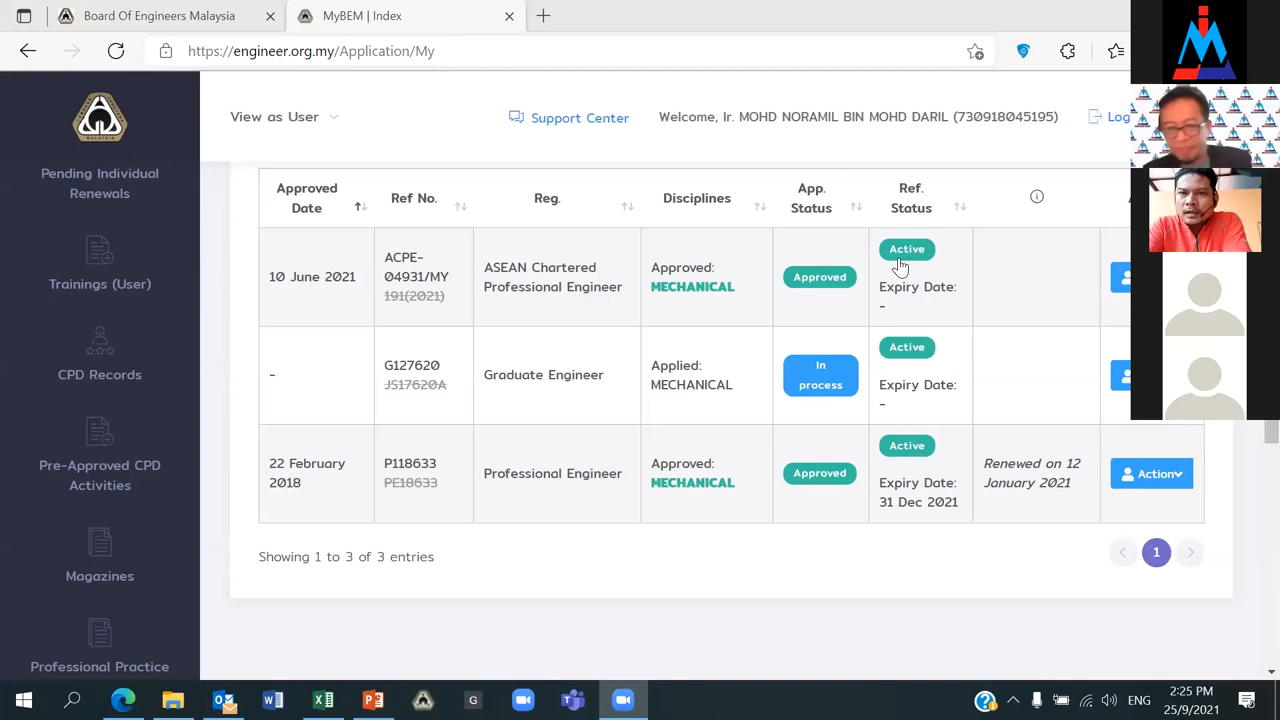 Board Of Engineers Malaysia
MyBEM | Index
https://engineer.org.my/Application/My
View as User
Support Center
Welcome, Ir. MOHD NORAMIL BIN MOHD DARIL (730918045195)
Log
Pending Individual
Renewals
Trainings (User)
CPD Records
Pre-Approved CPD
Activities
Magazines
Professional Practice
Approved
Date
Ref No.
Reg.
Disciplines
App.
Status
Ref.
Status
10 June 2021
ACPE-
04931/MY
191(2021)
ASEAN Chartered
Professional Engineer
Approved:
MECHANICAL
Approved
Active
Expiry Date:
-
-
G127620
JS17620A
Graduate Engineer
Applied:
MECHANICAL
In
process
Active
Expiry Date:
-
22 February
2018
P118633
PE18633
Professional Engineer
Approved:
MECHANICAL
Approved
Active
Expiry Date:
31 Dec 2021
Renewed on 12
January 2021
Action
Showing 1 to 3 of 3 entries
1
ENG
2:25 PM
25/9/2021